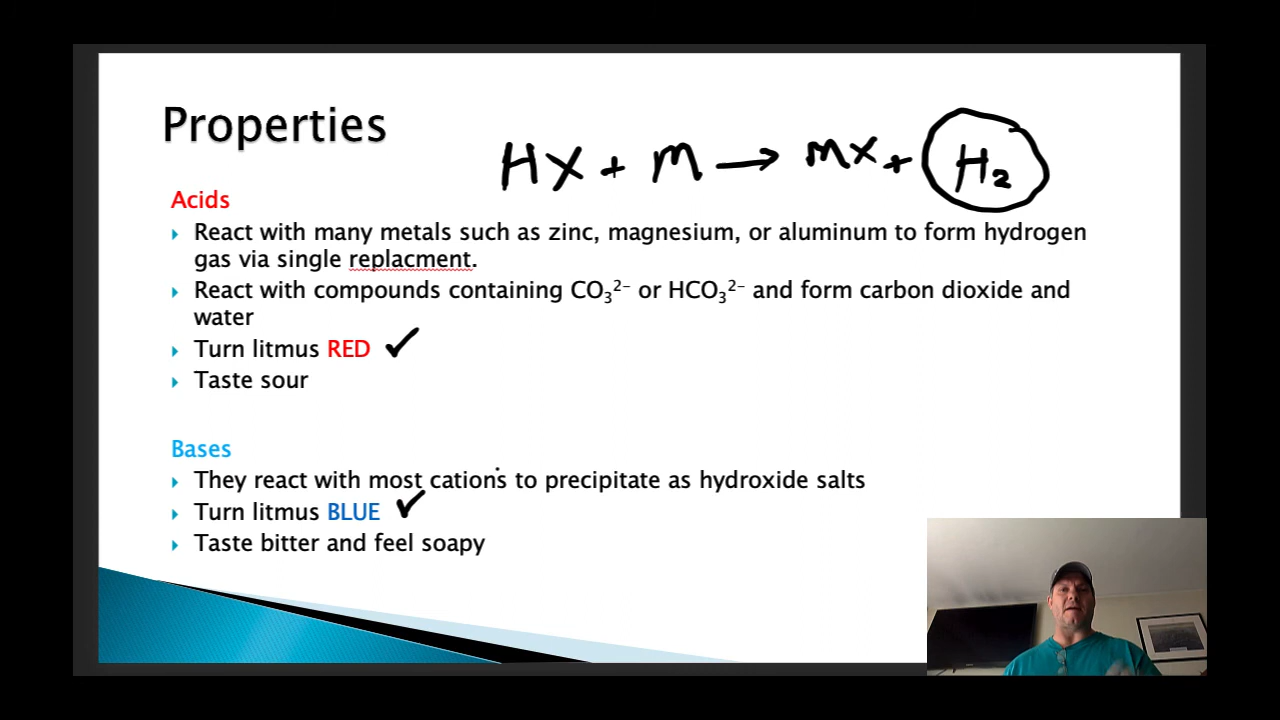 Properties
HX + M → MX + H₂
Acids
React with many metals such as zinc, magnesium, or aluminum to form hydrogen
gas via single replacment.
React with compounds containing CO₃²⁻ or HCO₃²⁻ and form carbon dioxide and
water
Turn litmus RED ✓
Taste sour
Bases
They react with most cations to precipitate as hydroxide salts
Turn litmus BLUE ✓
Taste bitter and feel soapy